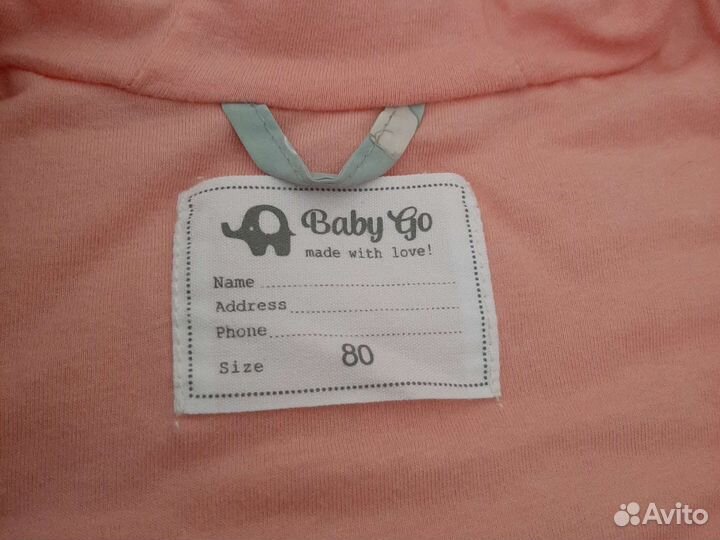 Baby Go
made with love!
Name
Address
Phone
Size 80
Avito